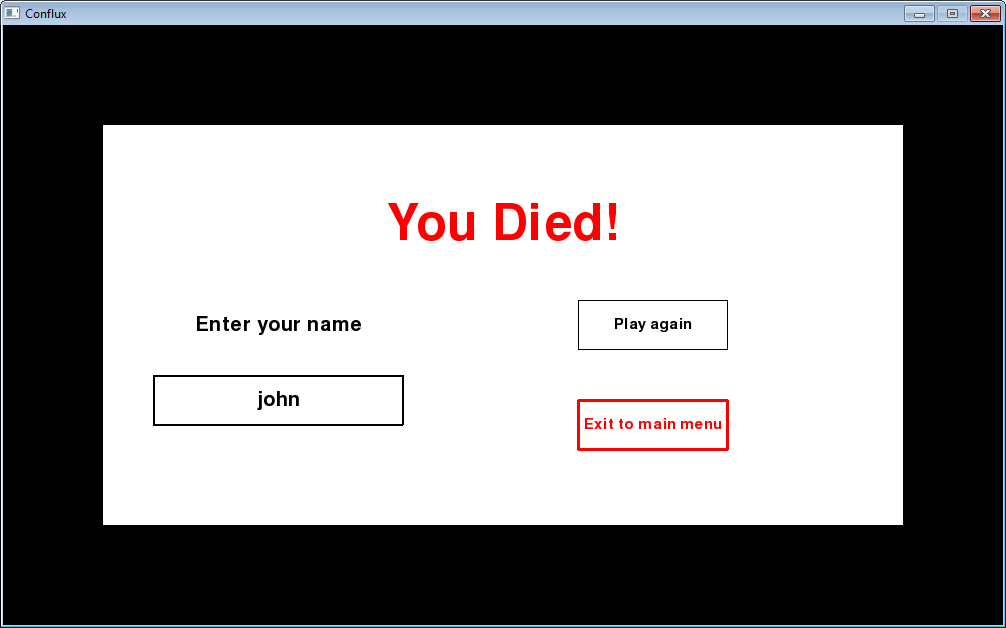 Conflux
You Died!
Enter your name
Play again
john
Exit to main menu